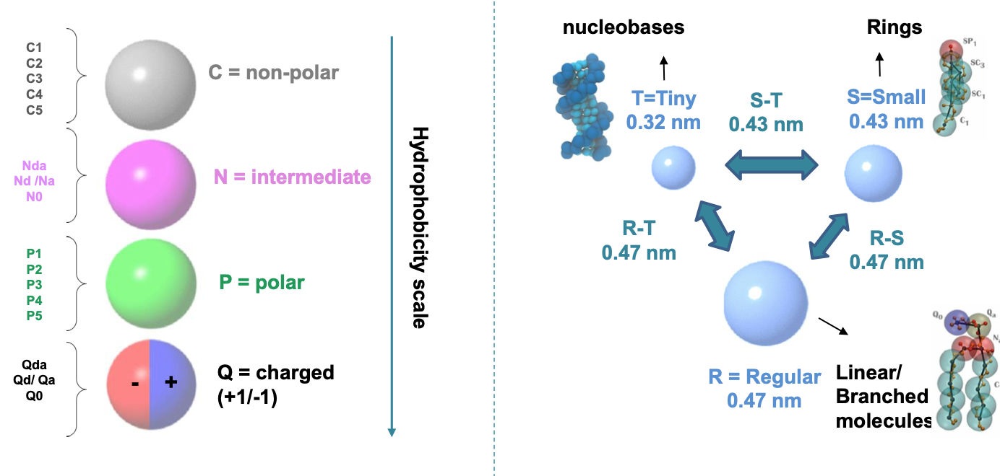 C1
C2
C3
C4
C5
C = non-polar
Nda
Nd /Na
N0
N = intermediate
P1
P2
P3
P4
P5
P = polar
Qda
Qd/ Qa
Q0
-
+
Q = charged
(+1/-1)
Hydrophobicity scale
nucleobases
Rings
T=Tiny
0.32 nm
S-T
0.43 nm
S=Small
0.43 nm
SP1
SC3
SC1
C1
R-T
0.47 nm
R-S
0.47 nm
R = Regular
0.47 nm
Linear/
Branched
molecules
Q0
Qa
C